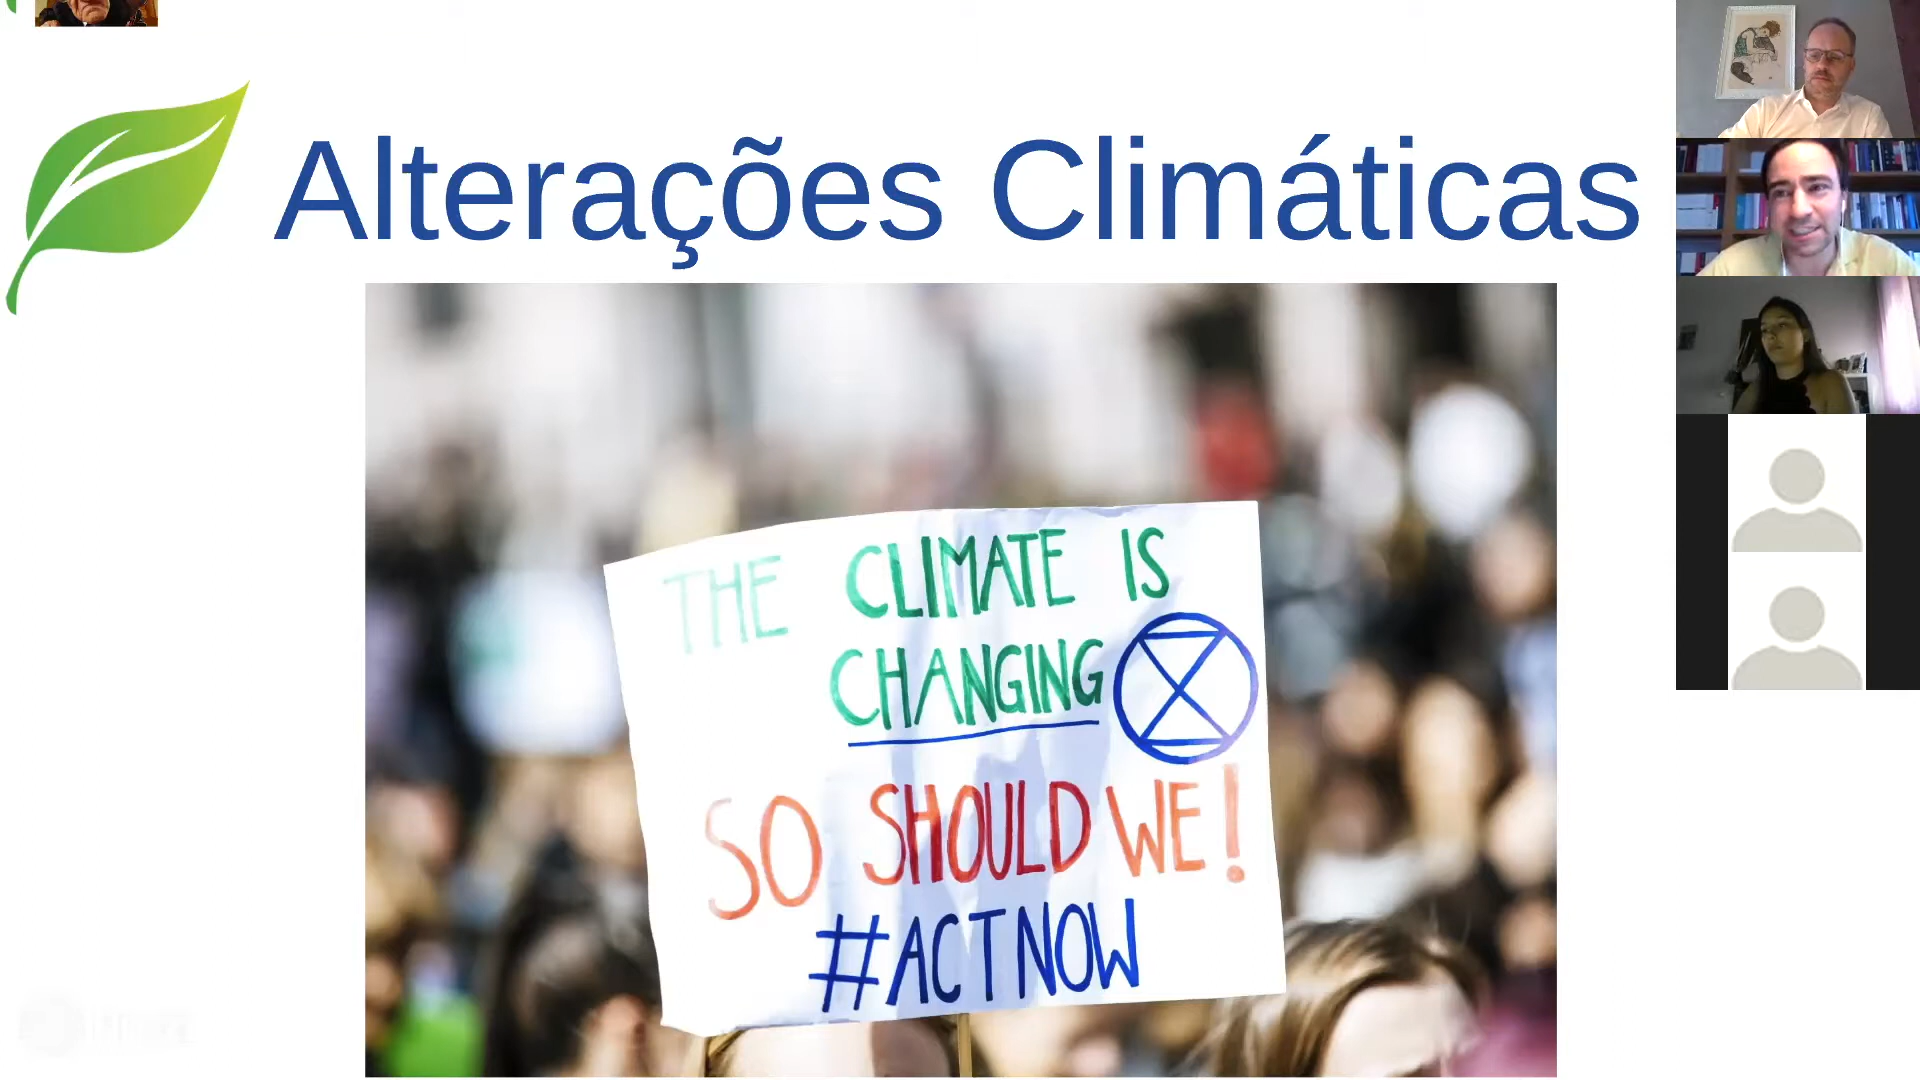 Alterações Climáticas
THE CLIMATE IS
CHANGING
SO SHOULD WE!
#ACTNOW